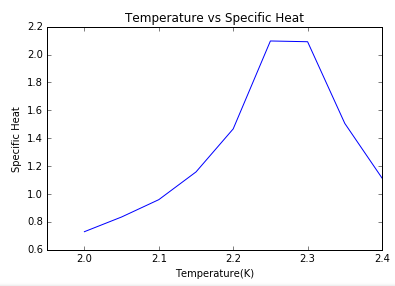 Temperature vs Specific Heat
2.2
2.0
1.8
1.6
1.4
1.2
1.0
0.8
0.6
Specific Heat
2.0 2.1 2.2 2.3 2.4
Temperature(K)